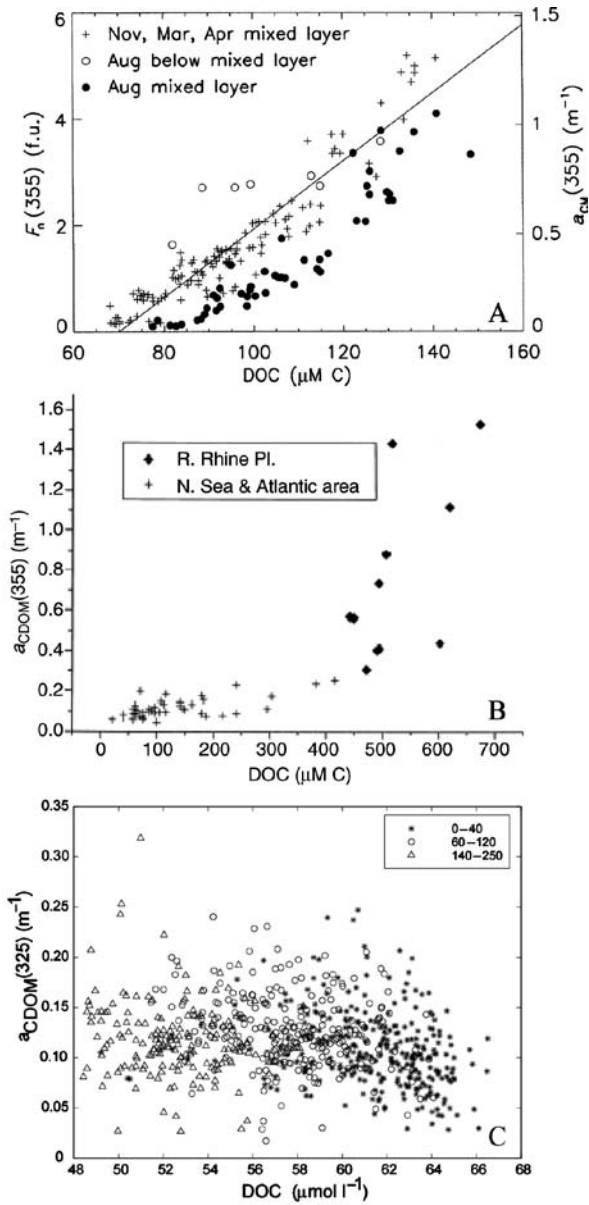 + Nov, Mar, Apr mixed layer
○ Aug below mixed layer
● Aug mixed layer
Fn(355) (f.u.)
6
4
2
0
aCM(355) (m⁻¹)
1.5
1
0.5
0
A
60 80 100 120 140 160
DOC (μM C)
aCDOM(355) (m⁻¹)
1.6
1.4
1.2
1.0
0.8
0.6
0.4
0.2
0.0
◆ R. Rhine Pl.
+ N. Sea & Atlantic area
B
0 100 200 300 400 500 600 700
DOC (μM C)
aCDOM(325) (m⁻¹)
0.35
0.30
0.25
0.20
0.15
0.10
0.05
0
* 0–40
○ 60–120
△ 140–250
C
48 50 52 54 56 58 60 62 64 66 68
DOC (μmol l⁻¹)